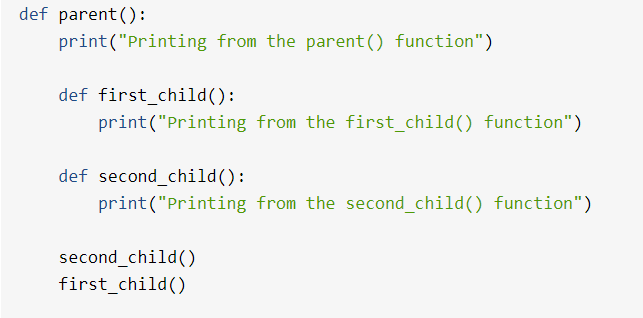 def parent():
    print("Printing from the parent() function")
    def first_child():
        print("Printing from the first_child() function")
    def second_child():
        print("Printing from the second_child() function")
    second_child()
    first_child()